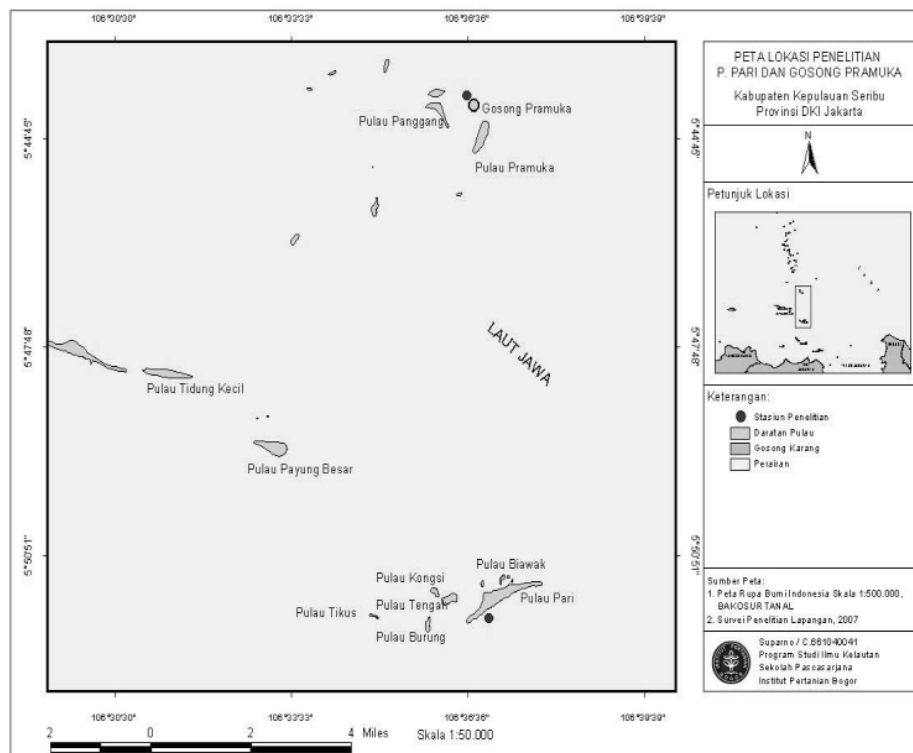 106°30'30"
106°33'33"
106°36'36"
106°39'39"
5°44'45"
5°47'48"
5°50'51"
Gosong Pramuka
Pulau Panggang
Pulau Pramuka
LAUT JAWA
Pulau Tidung Kecil
Pulau Payung Besar
Pulau Biawak
Pulau Kongsi
Pulau Pari
Pulau Tengah
Pulau Tikus
Pulau Burung
5°44'45"
5°47'48"
5°50'51"
106°30'30"
106°33'33"
106°36'36"
106°39'39"
2 0 2 4 Miles
Skala 1:50.000
PETA LOKASI PENELITIAN
P. PARI DAN GOSONG PRAMUKA
Kabupaten Kepulauan Seribu
Provinsi DKI Jakarta
N
Petunjuk Lokasi
Keterangan:
Stasiun Penelitian
Daratan Pulau
Gosong Karang
Perairan
Sumber Peta:
1. Peta Rupa Bumi Indonesia Skala 1:500.000,
BAKOSURTANAL
2. Survei Penelitian Lapangan, 2007
Suparno / C.661040041
Program Studi Ilmu Kelautan
Sekolah Pascasarjana
Institut Pertanian Bogor